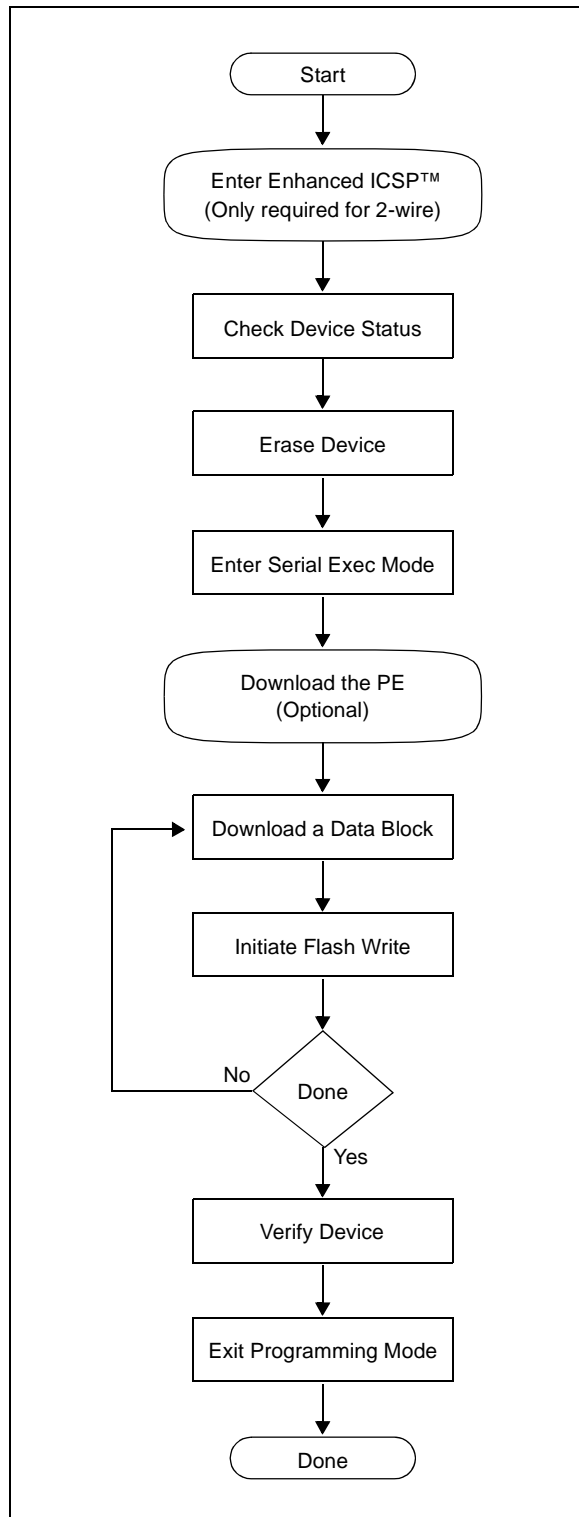 Start
Enter Enhanced ICSP™
(Only required for 2-wire)
Check Device Status
Erase Device
Enter Serial Exec Mode
Download the PE
(Optional)
Download a Data Block
Initiate Flash Write
No
Done
Yes
Verify Device
Exit Programming Mode
Done